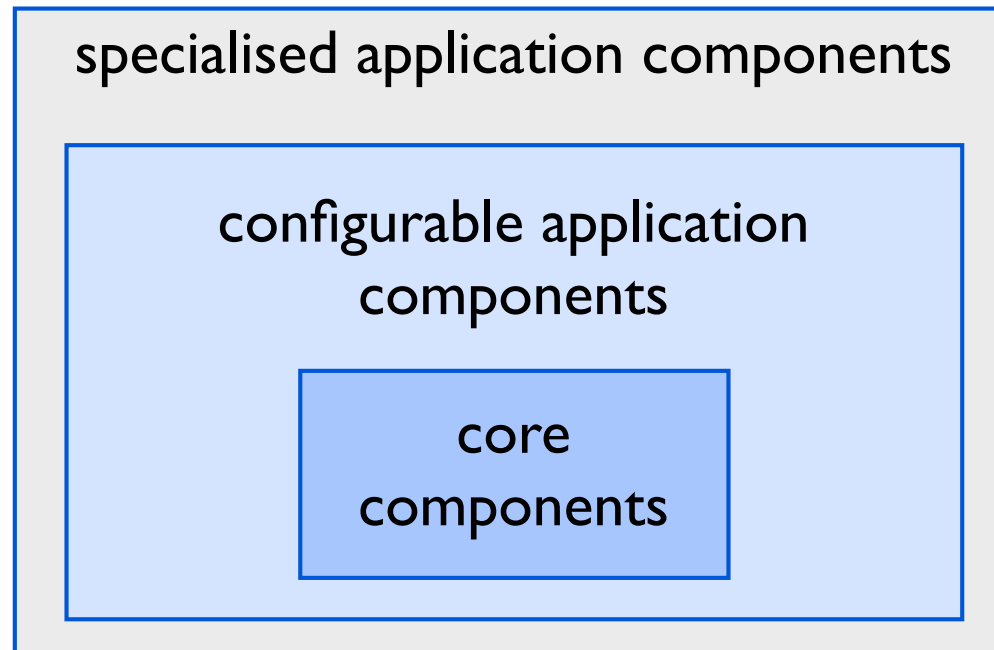 specialised application components
configurable application
components
core
components